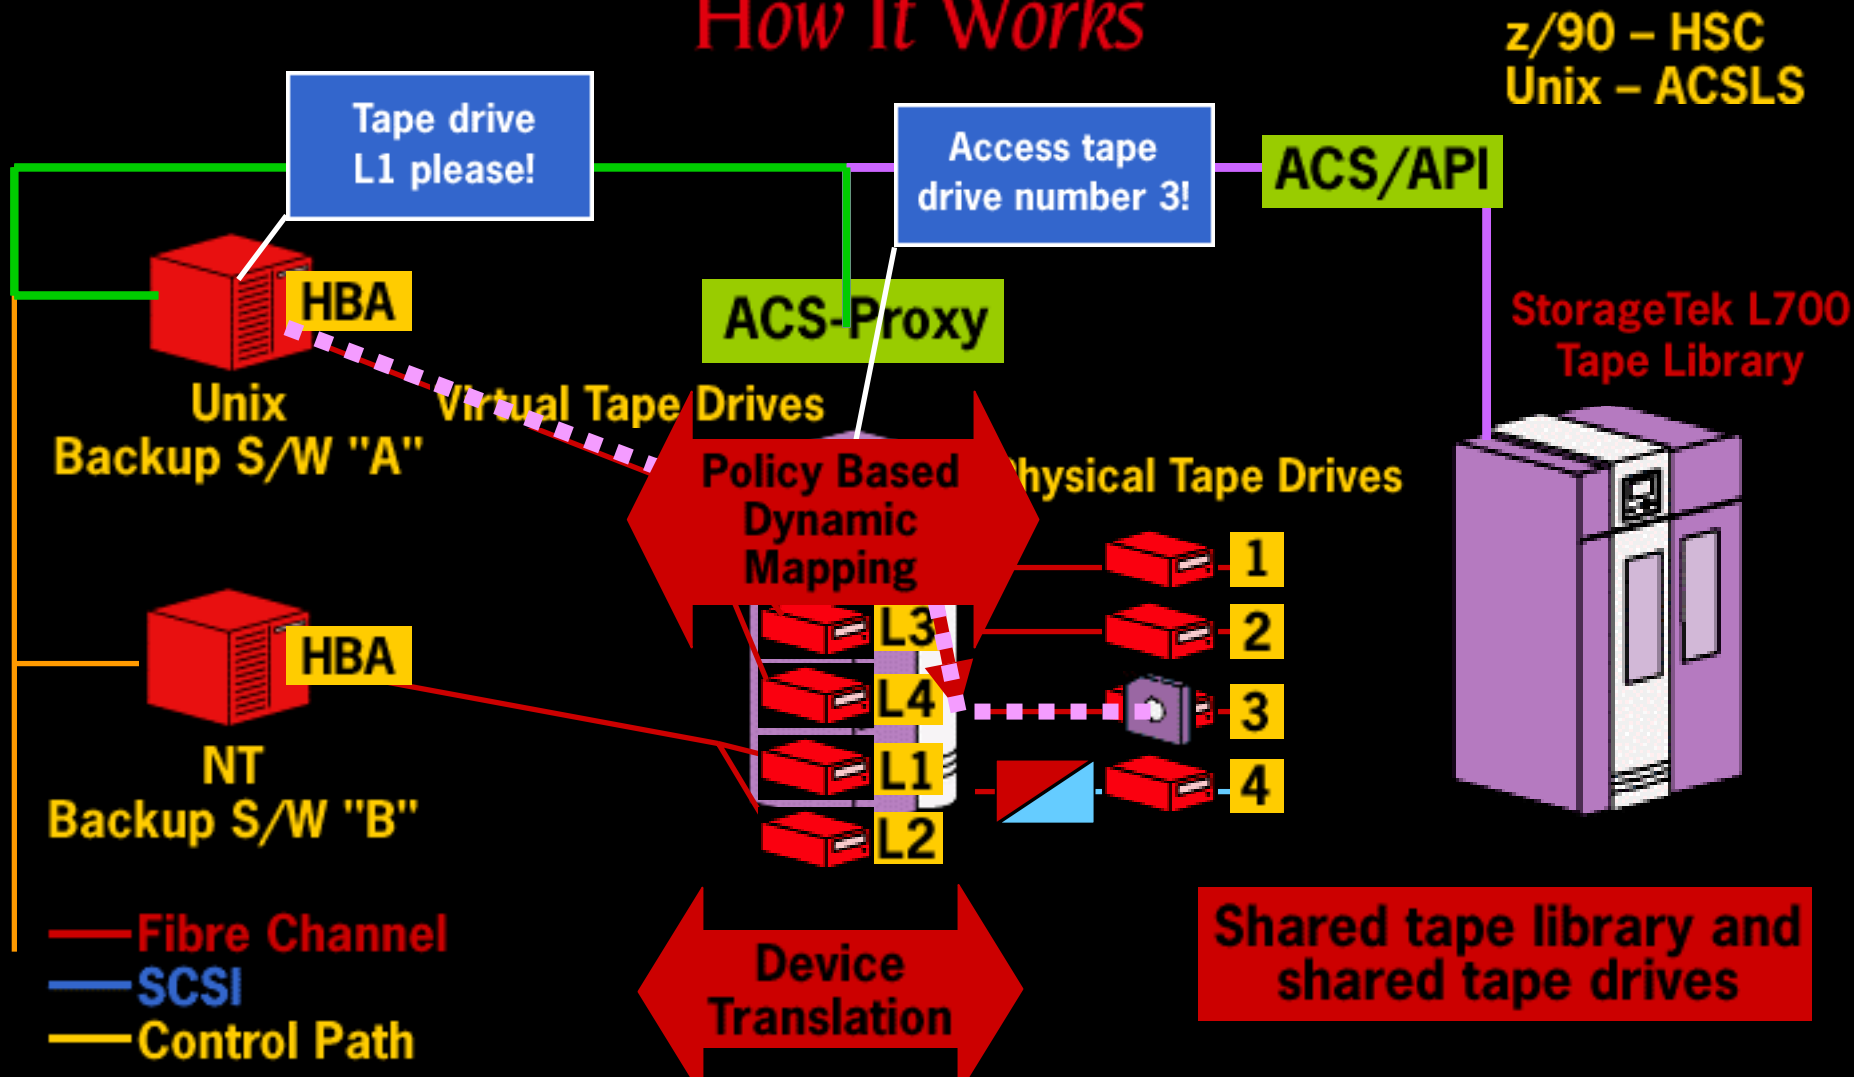 How It Works
z/90 – HSC
Unix – ACSLS
Tape drive
L1 please!
Access tape
drive number 3!
ACS/API
HBA
ACS-Proxy
StorageTek L700
Tape Library
Unix
Backup S/W "A"
Virtual Tape Drives
Policy Based
Dynamic
Mapping
Physical Tape Drives
1
2
3
4
L3
L4
L1
L2
HBA
NT
Backup S/W "B"
Fibre Channel
SCSI
Control Path
Device
Translation
Shared tape library and
shared tape drives